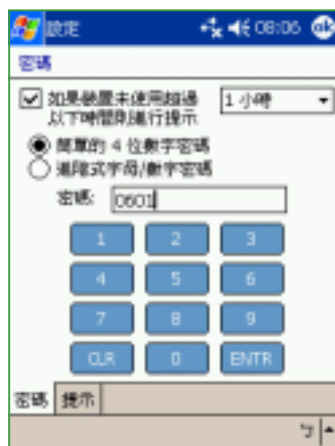 設定 08:06 ok
密碼
如果裝置未使用超過 1 小時
以下時間則進行提示
簡單的 4 位數字密碼
進階式字母/數字密碼
密碼: 0601
1 2 3
4 5 6
7 8 9
CLR 0 ENTR
密碼 提示
ㄅ